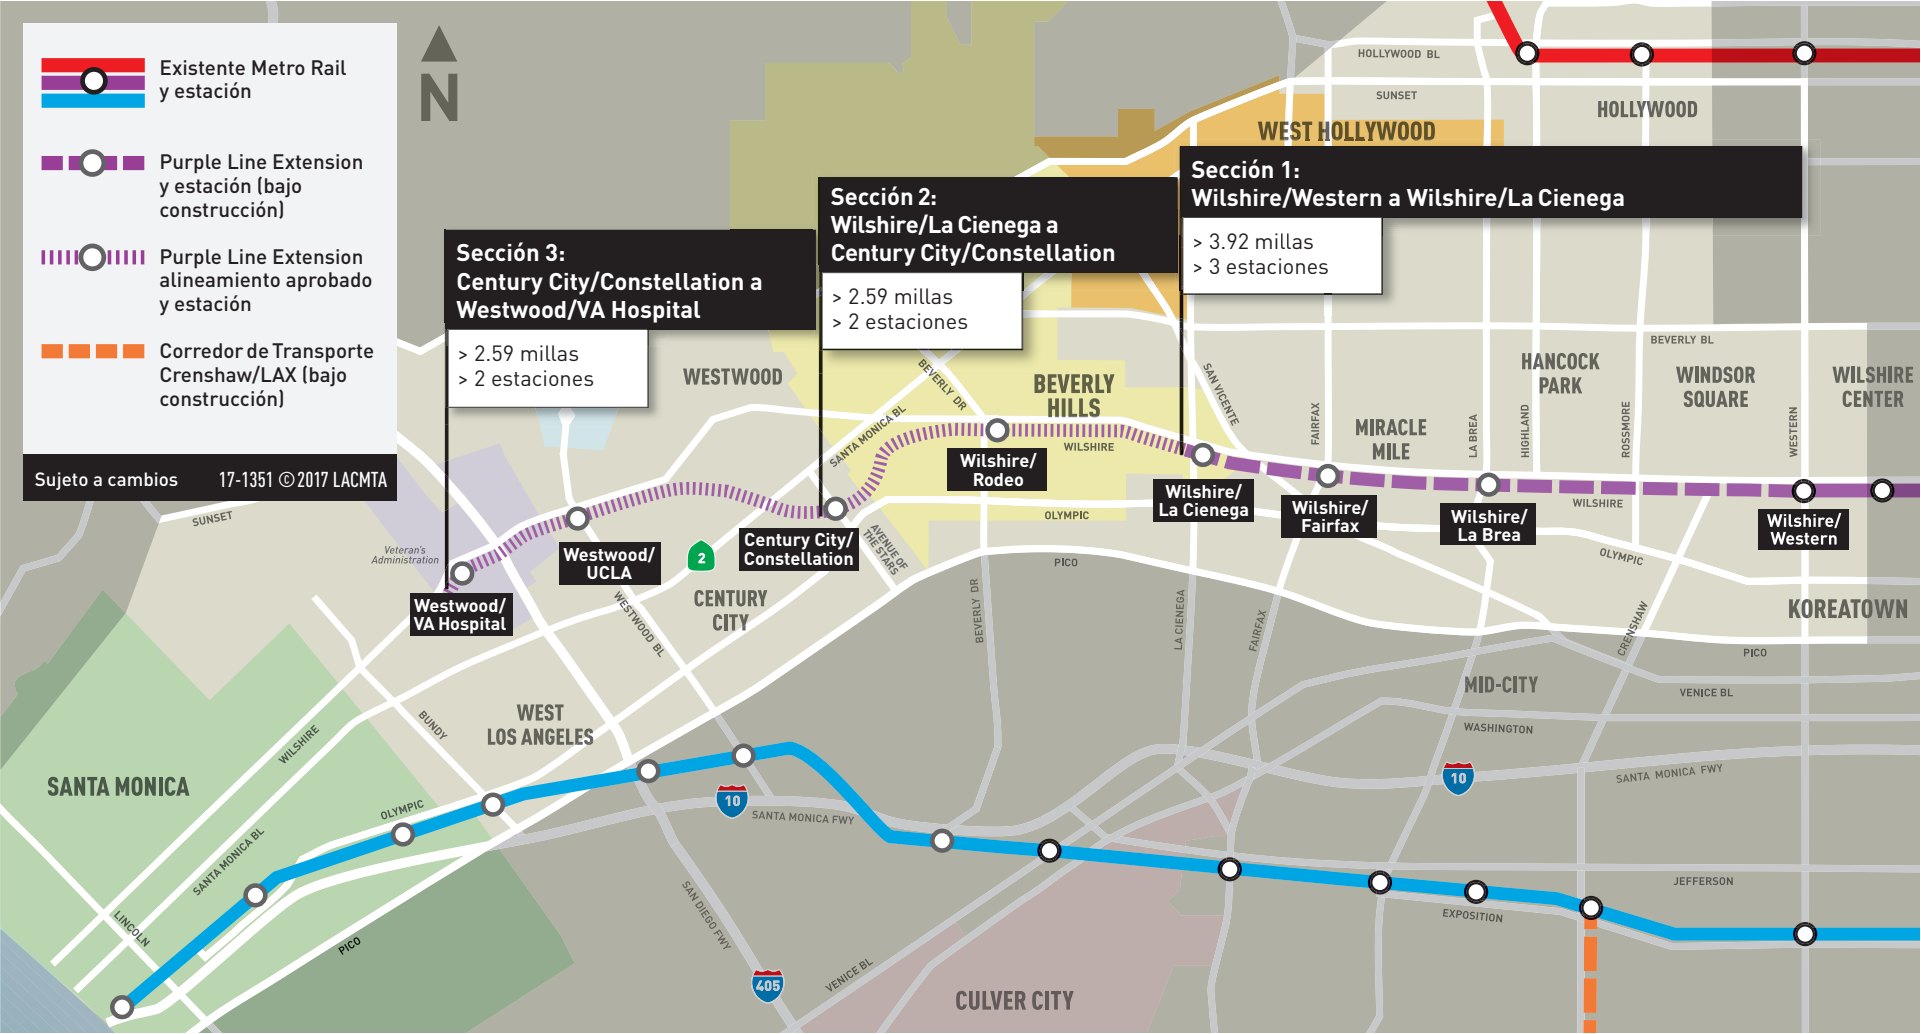 Existente Metro Rail
y estación
Purple Line Extension
y estación (bajo
construcción)
Purple Line Extension
alineamiento aprobado
y estación
Corredor de Transporte
Crenshaw/LAX (bajo
construcción)
Sujeto a cambios
17-1351 © 2017 LACMTA
N
Sección 3:
Century City/Constellation a
Westwood/VA Hospital
> 2.59 millas
> 2 estaciones
Sección 2:
Wilshire/La Cienega a
Century City/Constellation
> 2.59 millas
> 2 estaciones
Sección 1:
Wilshire/Western a Wilshire/La Cienega
> 3.92 millas
> 3 estaciones
HOLLYWOOD BL
SUNSET
HOLLYWOOD
WEST HOLLYWOOD
BEVERLY BL
HANCOCK
PARK
WINDSOR
SQUARE
WILSHIRE
CENTER
WESTWOOD
BEVERLY
HILLS
MIRACLE
MILE
BEVERLY DR
SANTA MONICA BL
SAN VICENTE
FAIRFAX
LA BREA
HIGHLAND
ROSSMORE
WESTERN
WILSHIRE
WILSHIRE
Wilshire/
Rodeo
Wilshire/
La Cienega
Wilshire/
Fairfax
Wilshire/
La Brea
Wilshire/
Western
SUNSET
OLYMPIC
OLYMPIC
AVENUE OF
THE STARS
Veteran's
Administration
Westwood/
UCLA
Century City/
Constellation
2
Westwood/
VA Hospital
CENTURY
CITY
WESTWOOD BL
PICO
BEVERLY DR
LA CIENEGA
FAIRFAX
CRENSHAW
KOREATOWN
PICO
MID-CITY
VENICE BL
WASHINGTON
WEST
LOS ANGELES
BUNDY
WILSHIRE
SANTA MONICA
OLYMPIC
SANTA MONICA BL
10
SANTA MONICA FWY
10
SANTA MONICA FWY
LINCOLN
PICO
SAN DIEGO FWY
405
VENICE BL
CULVER CITY
JEFFERSON
EXPOSITION